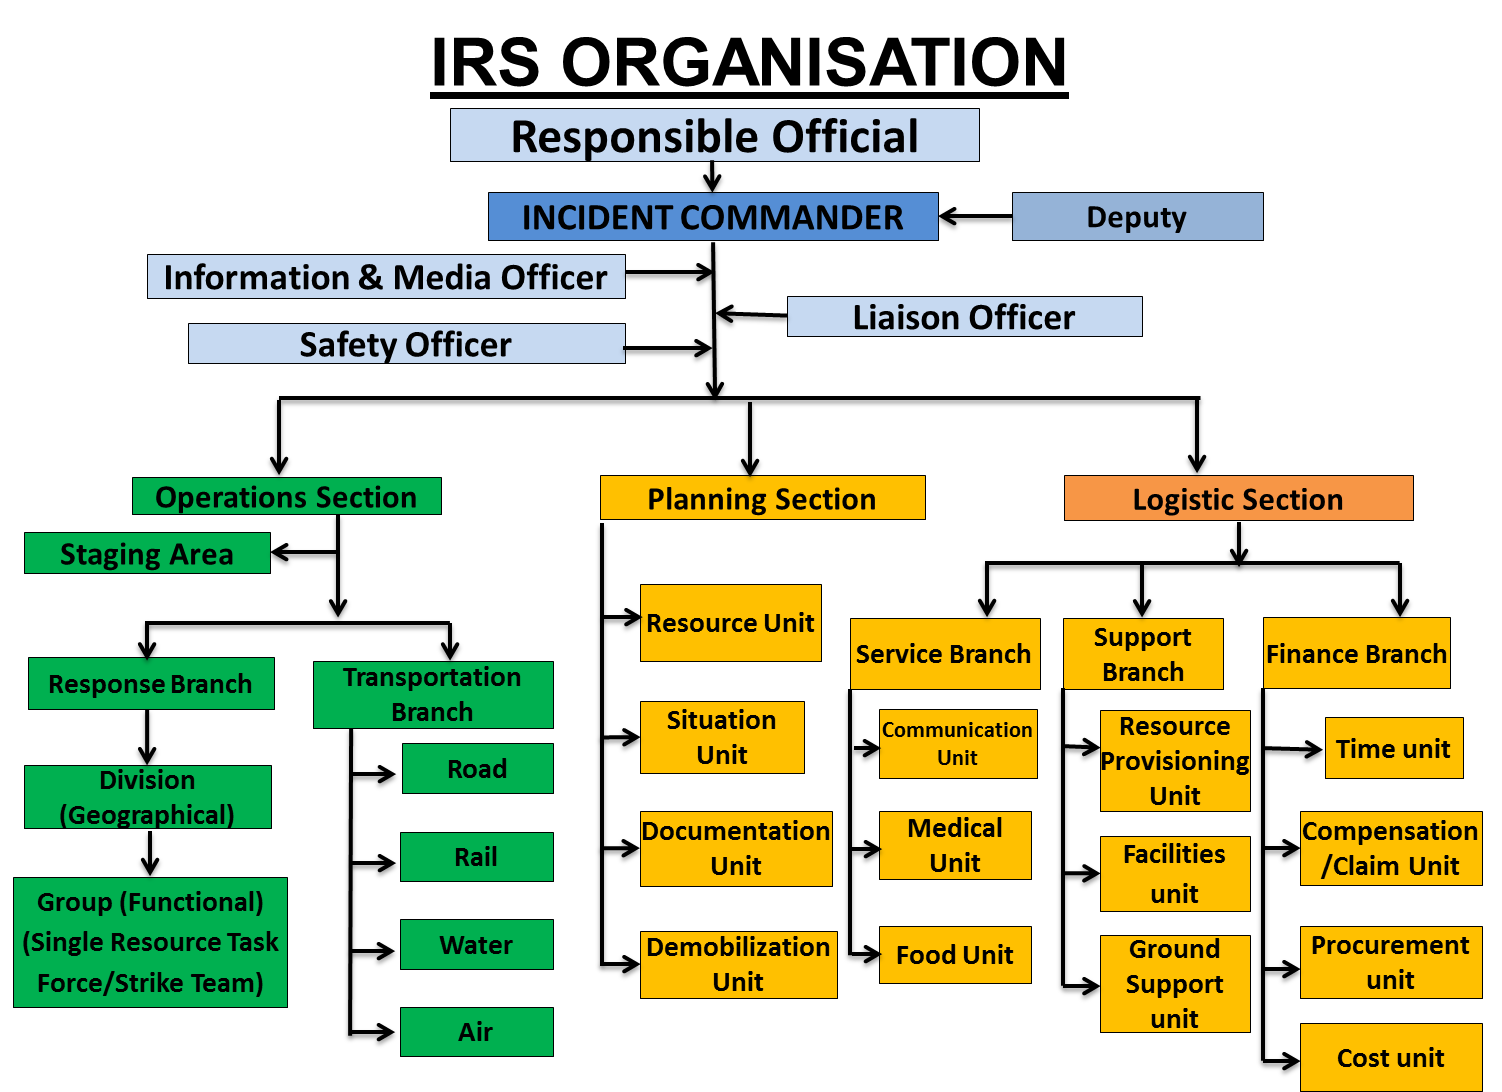 IRS ORGANISATION
Responsible Official
INCIDENT COMMANDER
Deputy
Information & Media Officer
Liaison Officer
Safety Officer
Operations Section
Staging Area
Response Branch
Division
(Geographical)
Group (Functional)
(Single Resource Task
Force/Strike Team)
Transportation
Branch
Road
Rail
Water
Air
Planning Section
Resource Unit
Situation
Unit
Documentation
Unit
Demobilization
Unit
Logistic Section
Service Branch
Communication
Unit
Medical
Unit
Food Unit
Support
Branch
Resource
Provisioning
Unit
Facilities
unit
Ground
Support
unit
Finance Branch
Time unit
Compensation
/Claim Unit
Procurement
unit
Cost unit